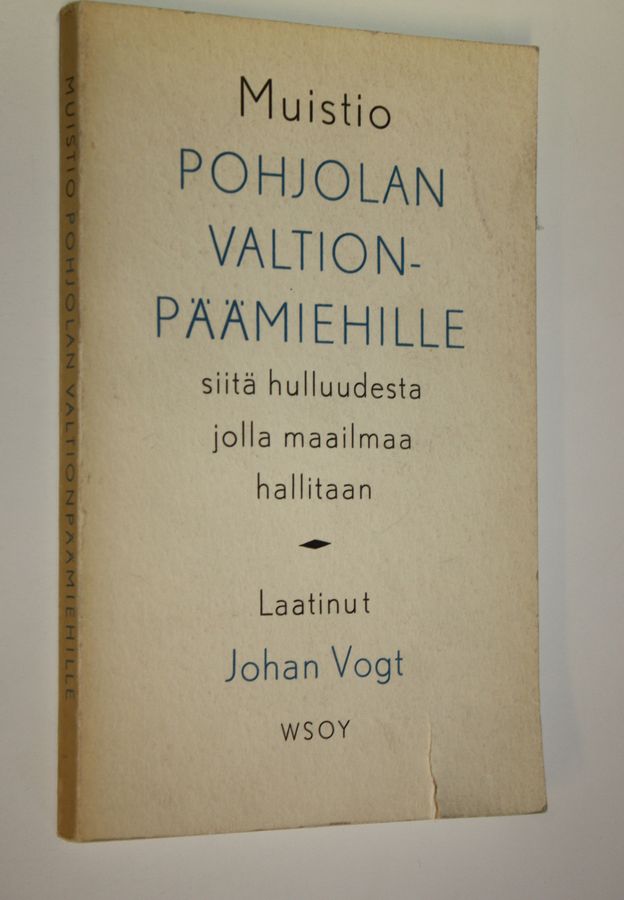 Muistio
POHJOLAN
VALTION-
PÄÄMIEHILLE
siitä hulluudesta
jolla maailmaa
hallitaan
Laatinut
Johan Vogt
WSOY
MUISTIO POHJOLAN VALTIONPÄÄMIEHILLE